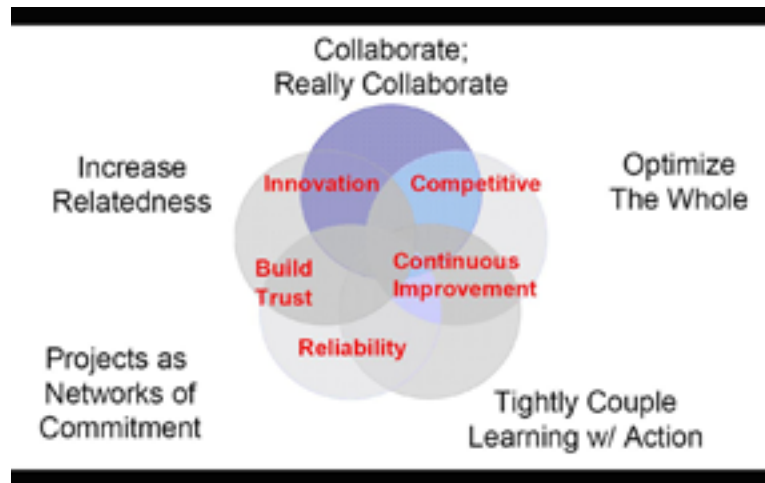 Collaborate;
Really Collaborate
Increase
Relatedness
Innovation
Competitive
Optimize
The Whole
Build
Trust
Continuous
Improvement
Reliability
Projects as
Networks of
Commitment
Tightly Couple
Learning w/ Action